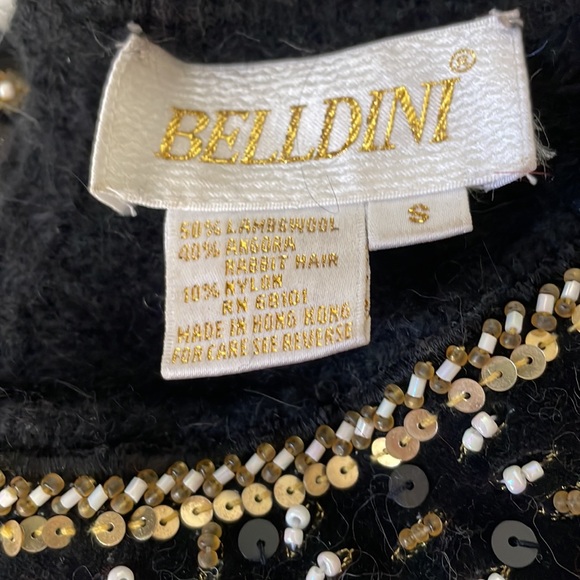 BELLDINI®
S
50% LAMBSWOOL
40% ANGORA
RABBIT HAIR
10% NYLON
RN 68101
MADE IN HONG KONG
FOR CARE SEE REVERSE